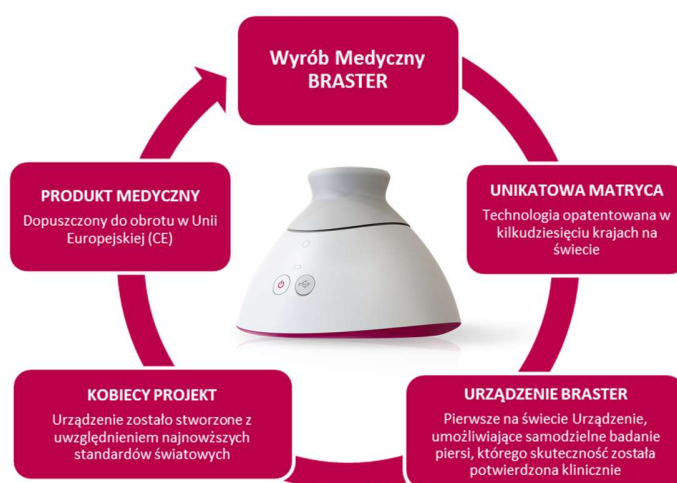 Wyrób Medyczny
BRASTER
UNIKATOWA MATRYCA
Technologia opatentowana w
kilkudziesięciu krajach na
świecie
URZĄDZENIE BRASTER
Pierwsze na świecie Urządzenie,
umożliwiające samodzielne badanie
piersi, którego skuteczność została
potwierdzona klinicznie
KOBIECY PROJEKT
Urządzenie zostało stworzone z
uwzględnieniem najnowższych
standardów światowych
PRODUKT MEDYCZNY
Dopuszczony do obrotu w Unii
Europejskiej (CE)